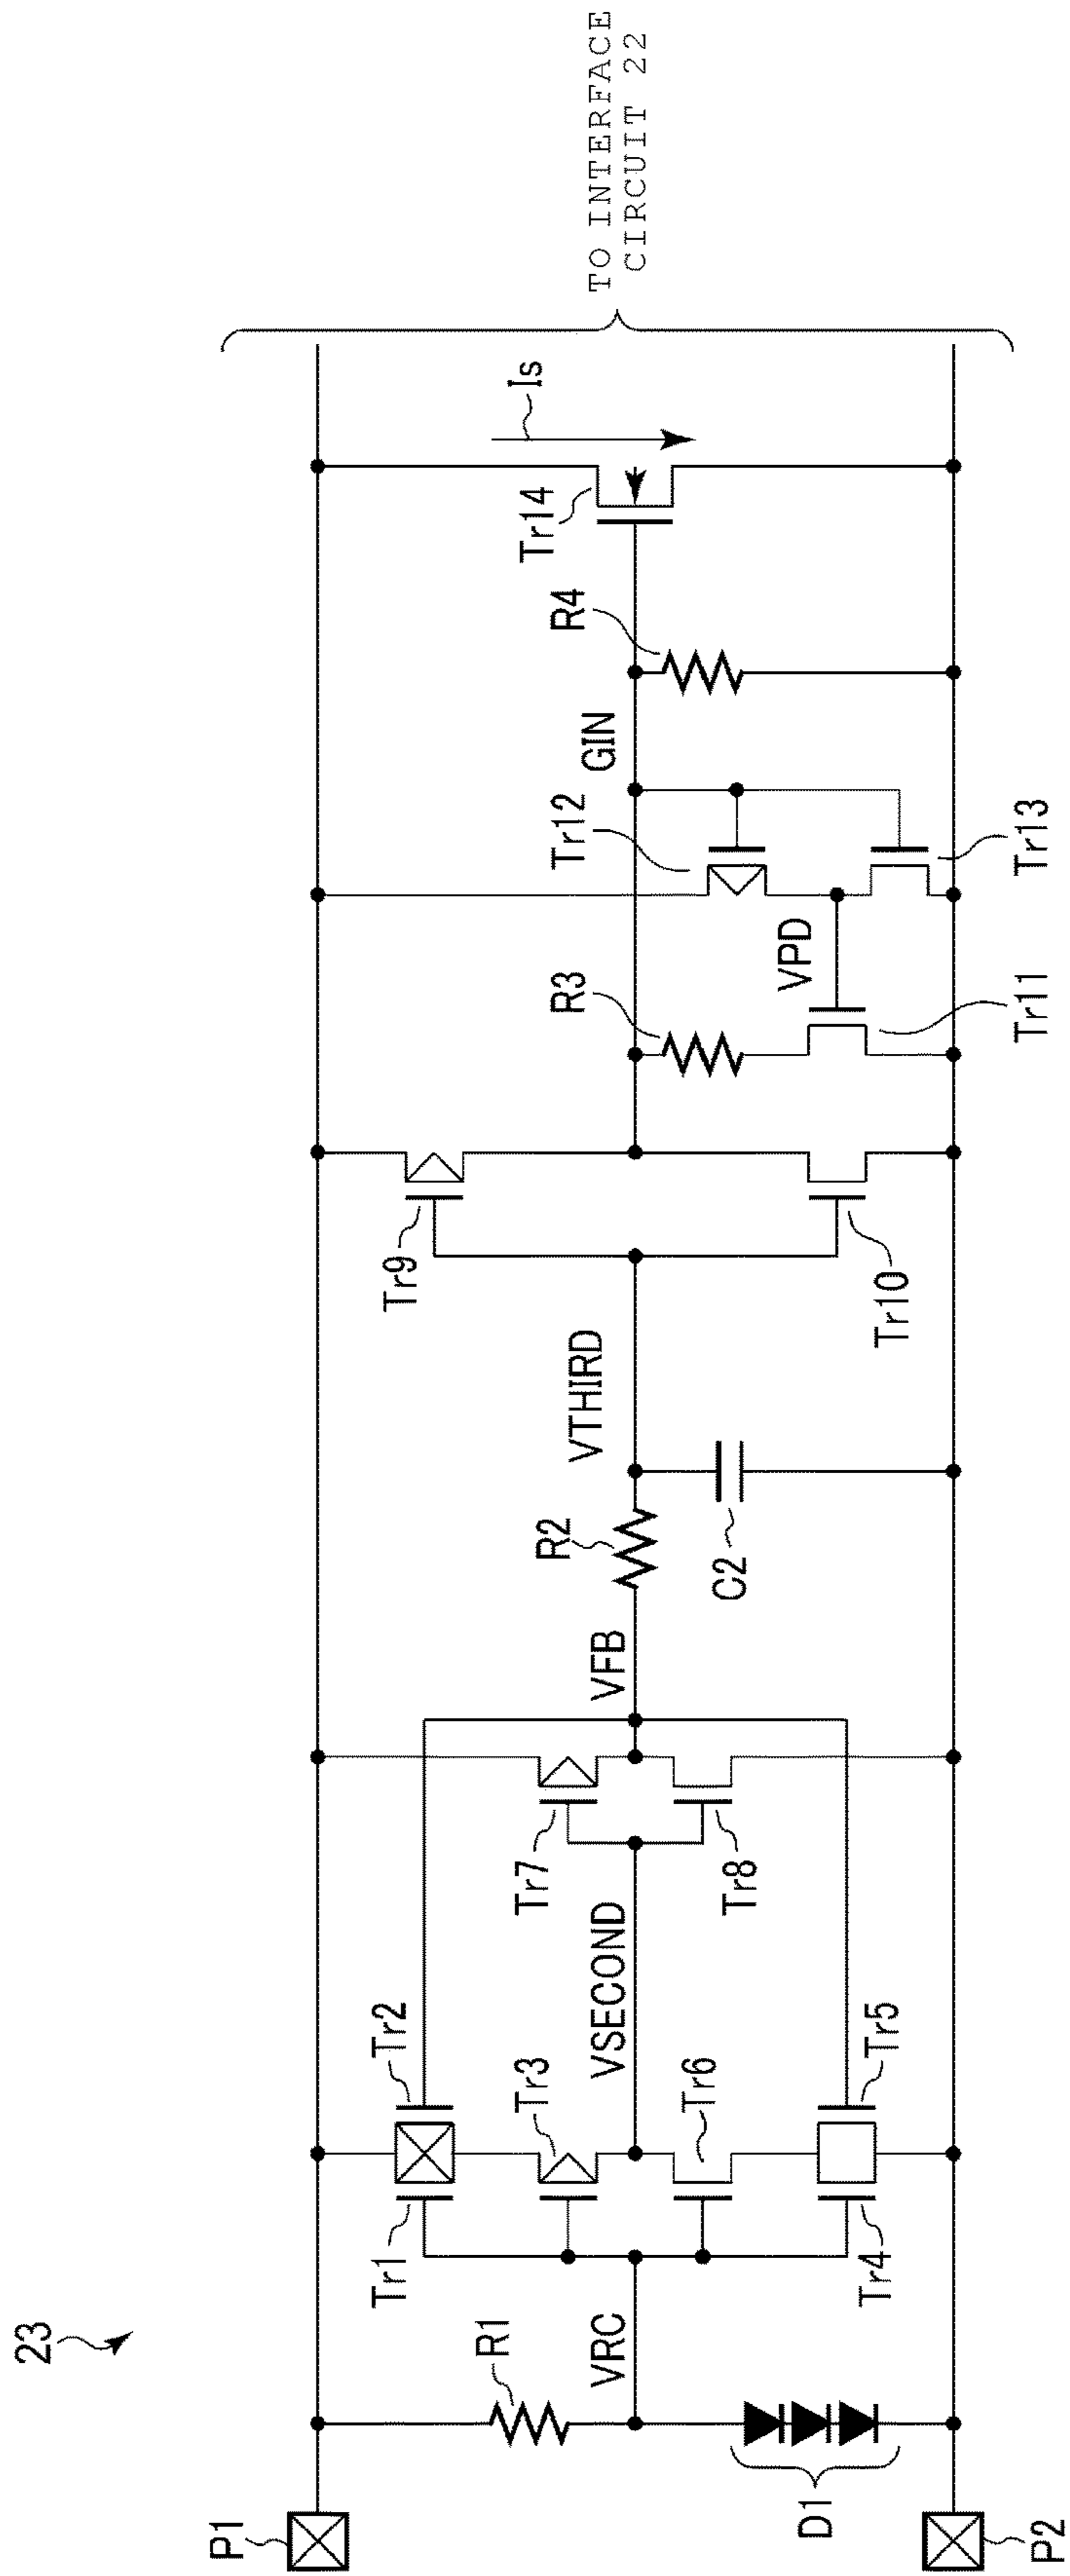 23
P1
R1
VRC
D1
P2
Tr1
Tr2
Tr3
Tr6
Tr4
Tr5
VSECOND
Tr7
Tr8
VFB
R2
C2
VTHIRD
Tr9
Tr10
R3
VPD
Tr11
Tr12
Tr13
GIN
R4
Tr14
Is
TO INTERFACE
CIRCUIT 22